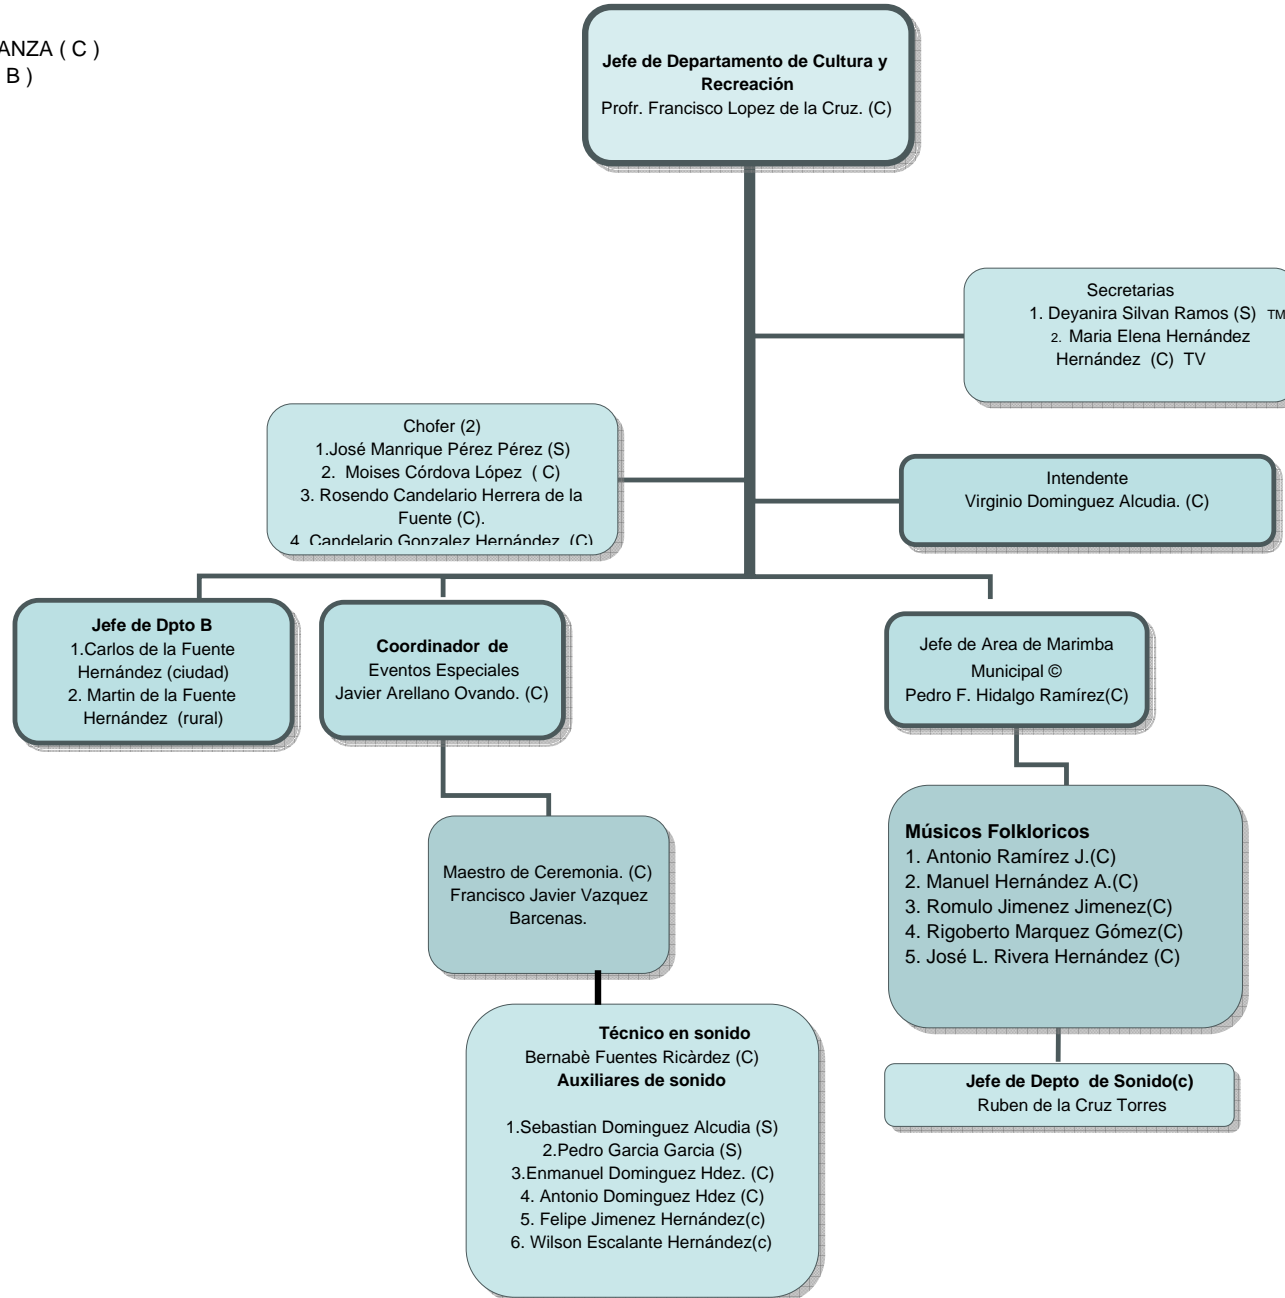 ANZA ( C )
B )
Jefe de Departamento de Cultura y
Recreación
Profr. Francisco Lopez de la Cruz. (C)
Secretarias
1. Deyanira Silvan Ramos (S) TM
2. Maria Elena Hernández
Hernández (C) TV
Chofer (2)
1.José Manrique Pérez Pérez (S)
2. Moises Córdova López ( C)
3. Rosendo Candelario Herrera de la
Fuente (C).
4. Candelario Gonzalez Hernández (C)
Intendente
Virginio Dominguez Alcudia. (C)
Jefe de Dpto B
1.Carlos de la Fuente
Hernández (ciudad)
2. Martin de la Fuente
Hernández (rural)
Coordinador de
Eventos Especiales
Javier Arellano Ovando. (C)
Jefe de Area de Marimba
Municipal ©
Pedro F. Hidalgo Ramírez(C)
Maestro de Ceremonia. (C)
Francisco Javier Vazquez
Barcenas.
Músicos Folkloricos
1. Antonio Ramírez J.(C)
2. Manuel Hernández A.(C)
3. Romulo Jimenez Jimenez(C)
4. Rigoberto Marquez Gómez(C)
5. José L. Rivera Hernández (C)
Técnico en sonido
Bernabè Fuentes Ricàrdez (C)
Auxiliares de sonido
1.Sebastian Dominguez Alcudia (S)
2.Pedro Garcia Garcia (S)
3.Enmanuel Dominguez Hdez. (C)
4. Antonio Dominguez Hdez (C)
5. Felipe Jimenez Hernández(c)
6. Wilson Escalante Hernández(c)
Jefe de Depto de Sonido(c)
Ruben de la Cruz Torres